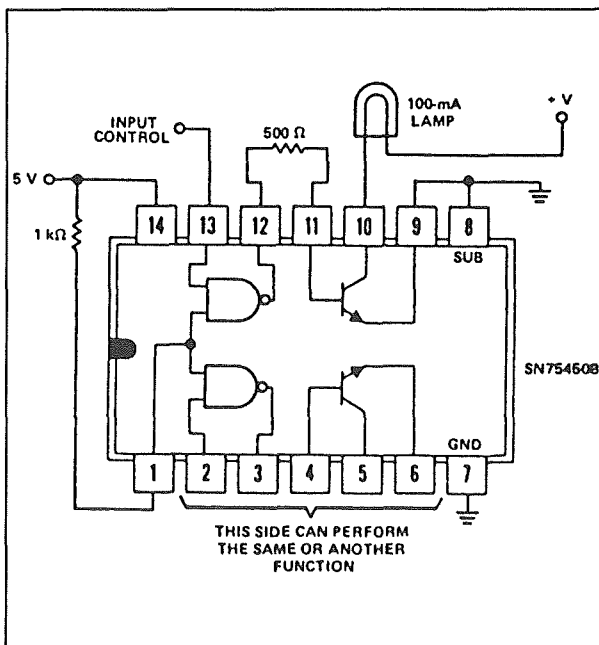 100-mA
LAMP
+ V
INPUT
CONTROL
500 Ω
5 V
1 kΩ
14
13
12
11
10
9
8
SUB
SN75450B
GND
1
2
3
4
5
6
7
THIS SIDE CAN PERFORM
THE SAME OR ANOTHER
FUNCTION